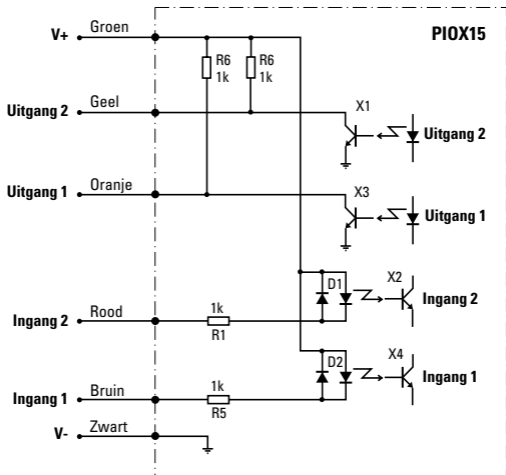 V+ Groen PIOX15
R6 1k R6 1k
Uitgang 2 Geel X1 Uitgang 2
Uitgang 1 Oranje X3 Uitgang 1
D1 X2
Ingang 2 Rood 1k R1 Ingang 2
D2 X4
Ingang 1 Bruin 1k R5 Ingang 1
V- Zwart